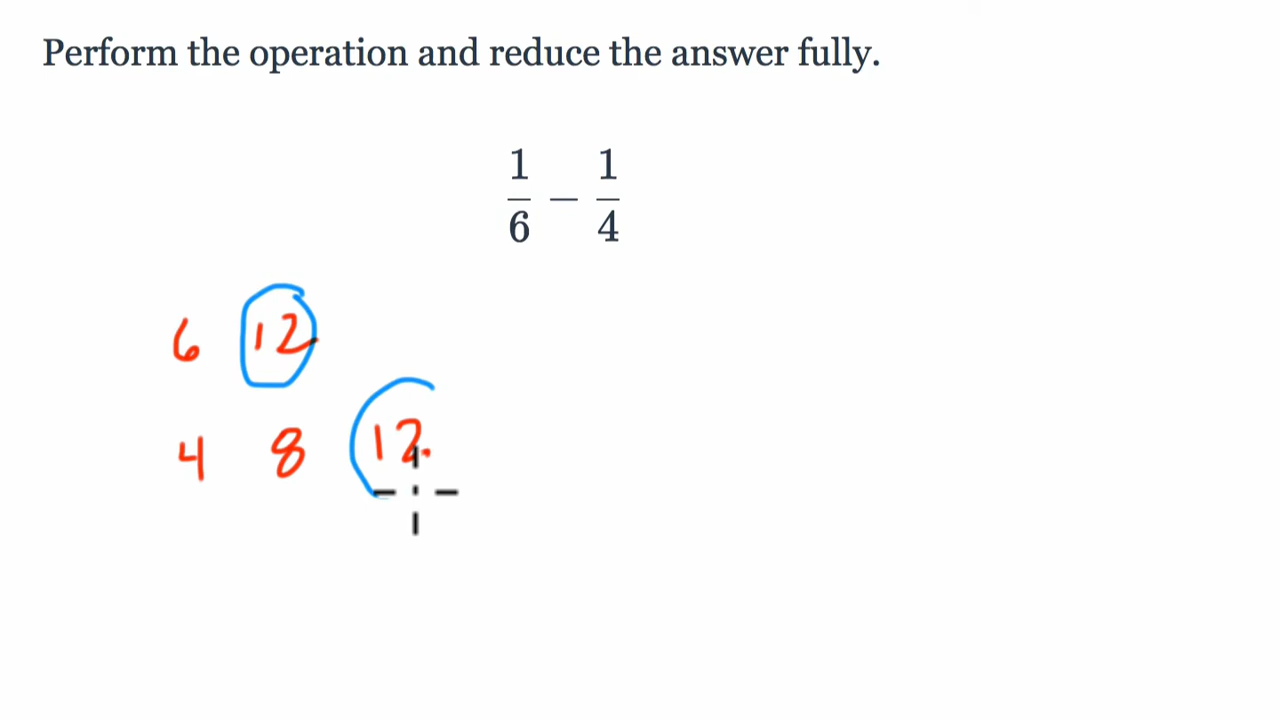 Perform the operation and reduce the answer fully.
1/6 − 1/4
6 12
4 8 12